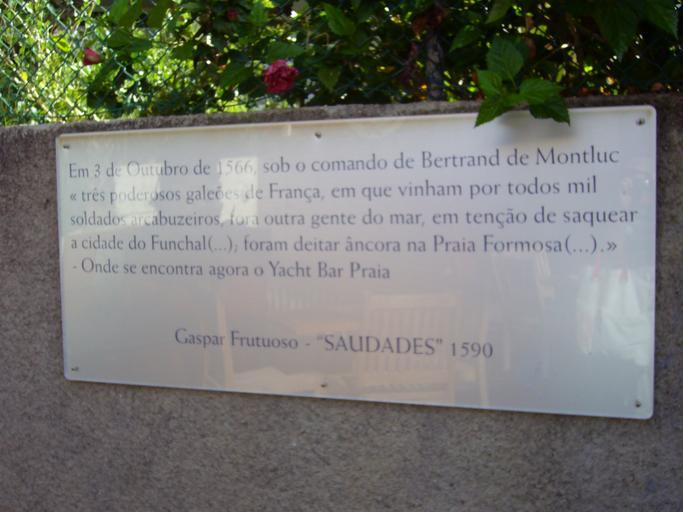 Em 3 de Outubro de 1566, sob o comando de Bertrand de Montluc
« três poderosos galeões de França, em que vinham por todos mil
soldados arcabuzeiros, fora outra gente do mar, em tenção de saquear
a cidade do Funchal(...); foram deitar âncora na Praia Formosa(...).»
- Onde se encontra agora o Yacht Bar Praia
Gaspar Frutuoso - "SAUDADES" 1590